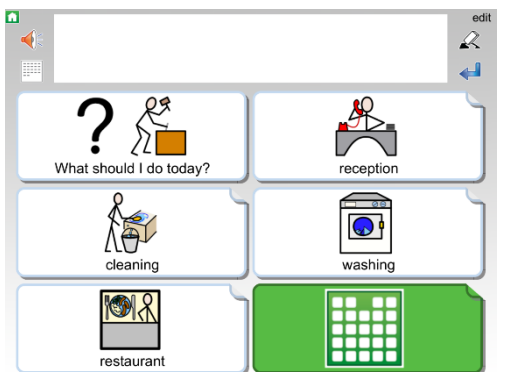 edit
What should I do today?
reception
cleaning
washing
restaurant